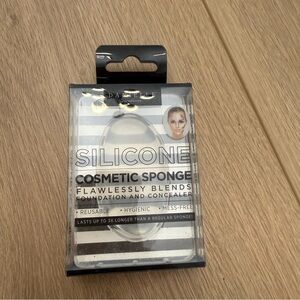 SILICONE
COSMETIC SPONGE
FLAWLESSLY BLENDS
FOUNDATION AND CONCEALER
• REUSABLE • HYGIENIC • MESS-FREE
LASTS UP TO 3X LONGER THAN A REGULAR SPONGE!